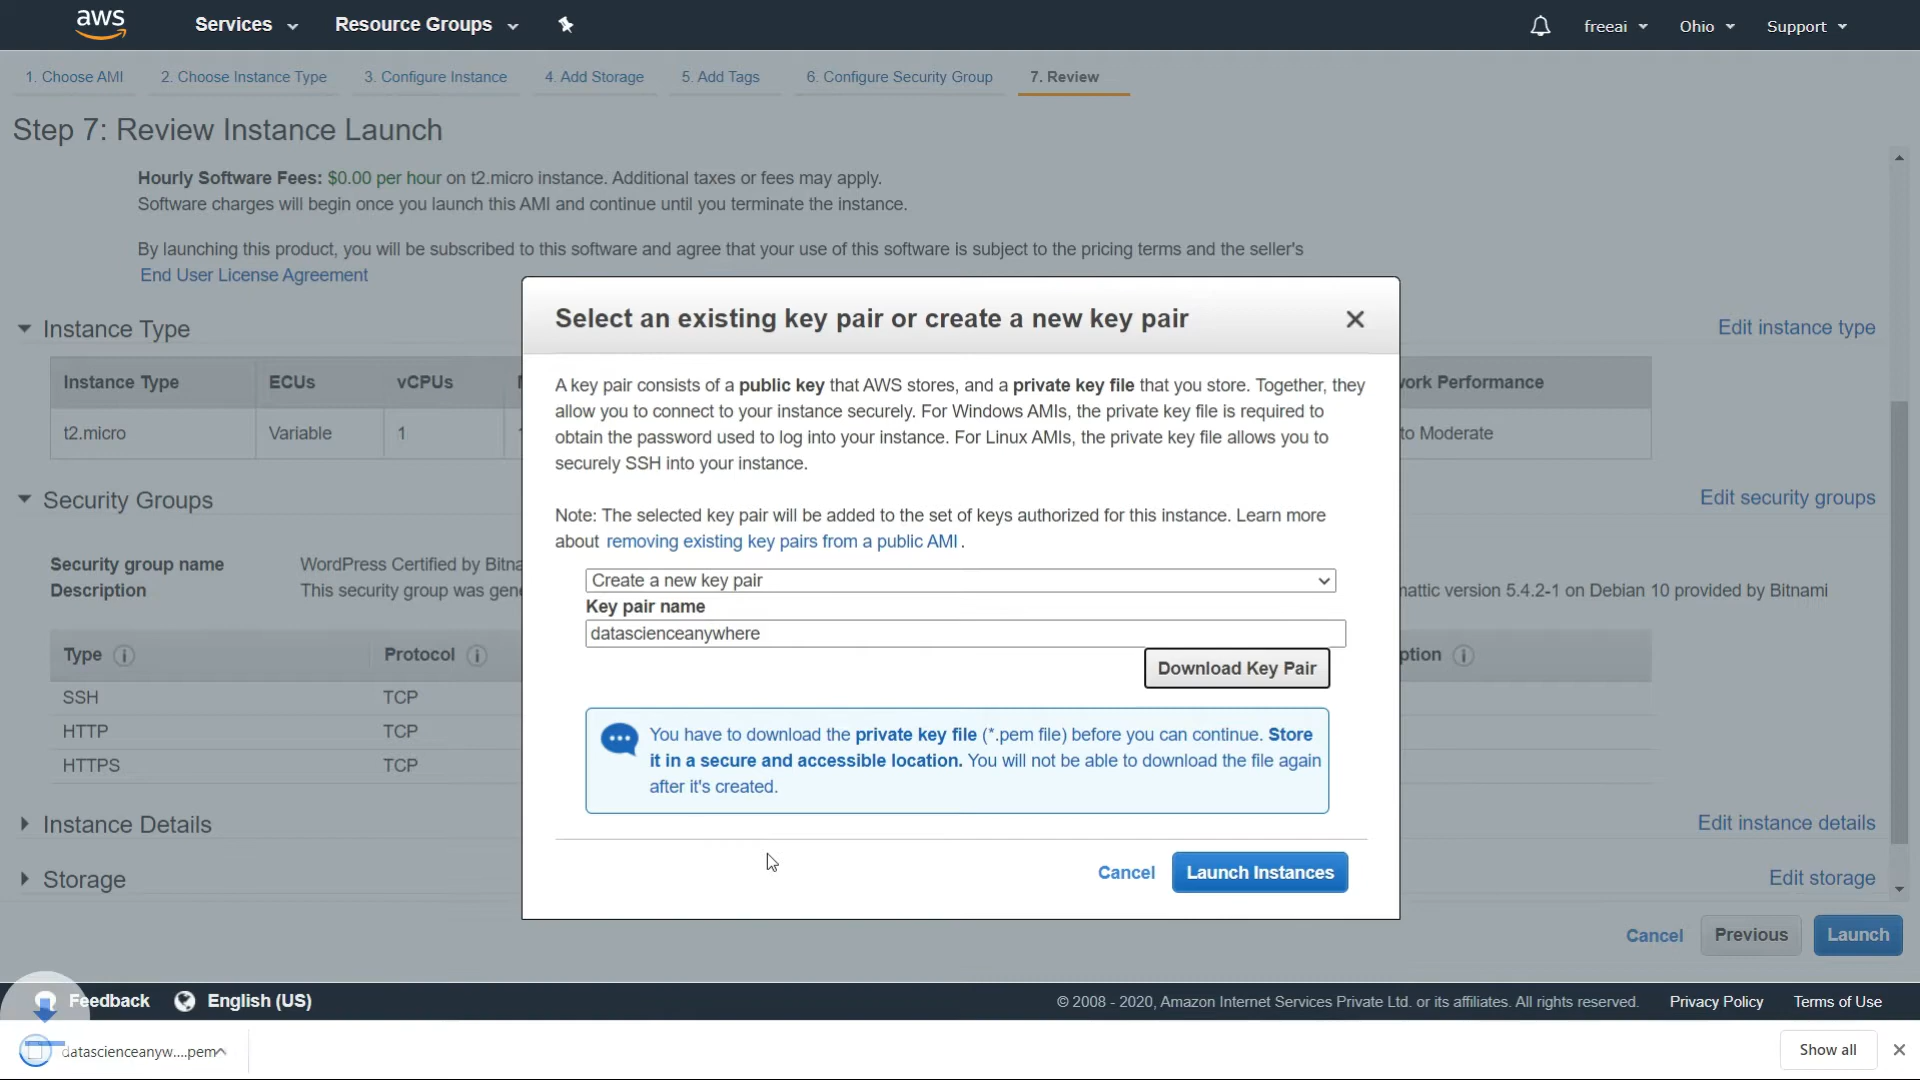 aws
Services
Resource Groups
freeai
Ohio
Support
1. Choose AMI
2. Choose Instance Type
3. Configure Instance
4. Add Storage
5. Add Tags
6. Configure Security Group
7. Review
Step 7: Review Instance Launch
Hourly Software Fees: $0.00 per hour on t2.micro instance. Additional taxes or fees may apply.
Software charges will begin once you launch this AMI and continue until you terminate the instance.
By launching this product, you will be subscribed to this software and agree that your use of this software is subject to the pricing terms and the seller's
End User License Agreement
Instance Type
Edit instance type
Instance Type
ECUs
vCPUs
Performance
t2.micro
Variable
1
to Moderate
Security Groups
Edit security groups
Security group name
WordPress Certified by
Description
This security group was
version 5.4.2-1 on Debian 10 provided by Bitnami
Type
Protocol
SSH
TCP
HTTP
TCP
HTTPS
TCP
Instance Details
Edit instance details
Storage
Edit storage
Cancel
Previous
Launch
Select an existing key pair or create a new key pair
A key pair consists of a public key that AWS stores, and a private key file that you store. Together, they
allow you to connect to your instance securely. For Windows AMIs, the private key file is required to
obtain the password used to log into your instance. For Linux AMIs, the private key file allows you to
securely SSH into your instance.
Note: The selected key pair will be added to the set of keys authorized for this instance. Learn more
about removing existing key pairs from a public AMI.
Create a new key pair
Key pair name
datascienceanywhere
Download Key Pair
You have to download the private key file (*.pem file) before you can continue. Store
it in a secure and accessible location. You will not be able to download the file again
after it's created.
Cancel
Launch Instances
Feedback
English (US)
© 2008 - 2020, Amazon Internet Services Private Ltd. or its affiliates. All rights reserved.
Privacy Policy
Terms of Use
datascienceanyw....pem
Show all